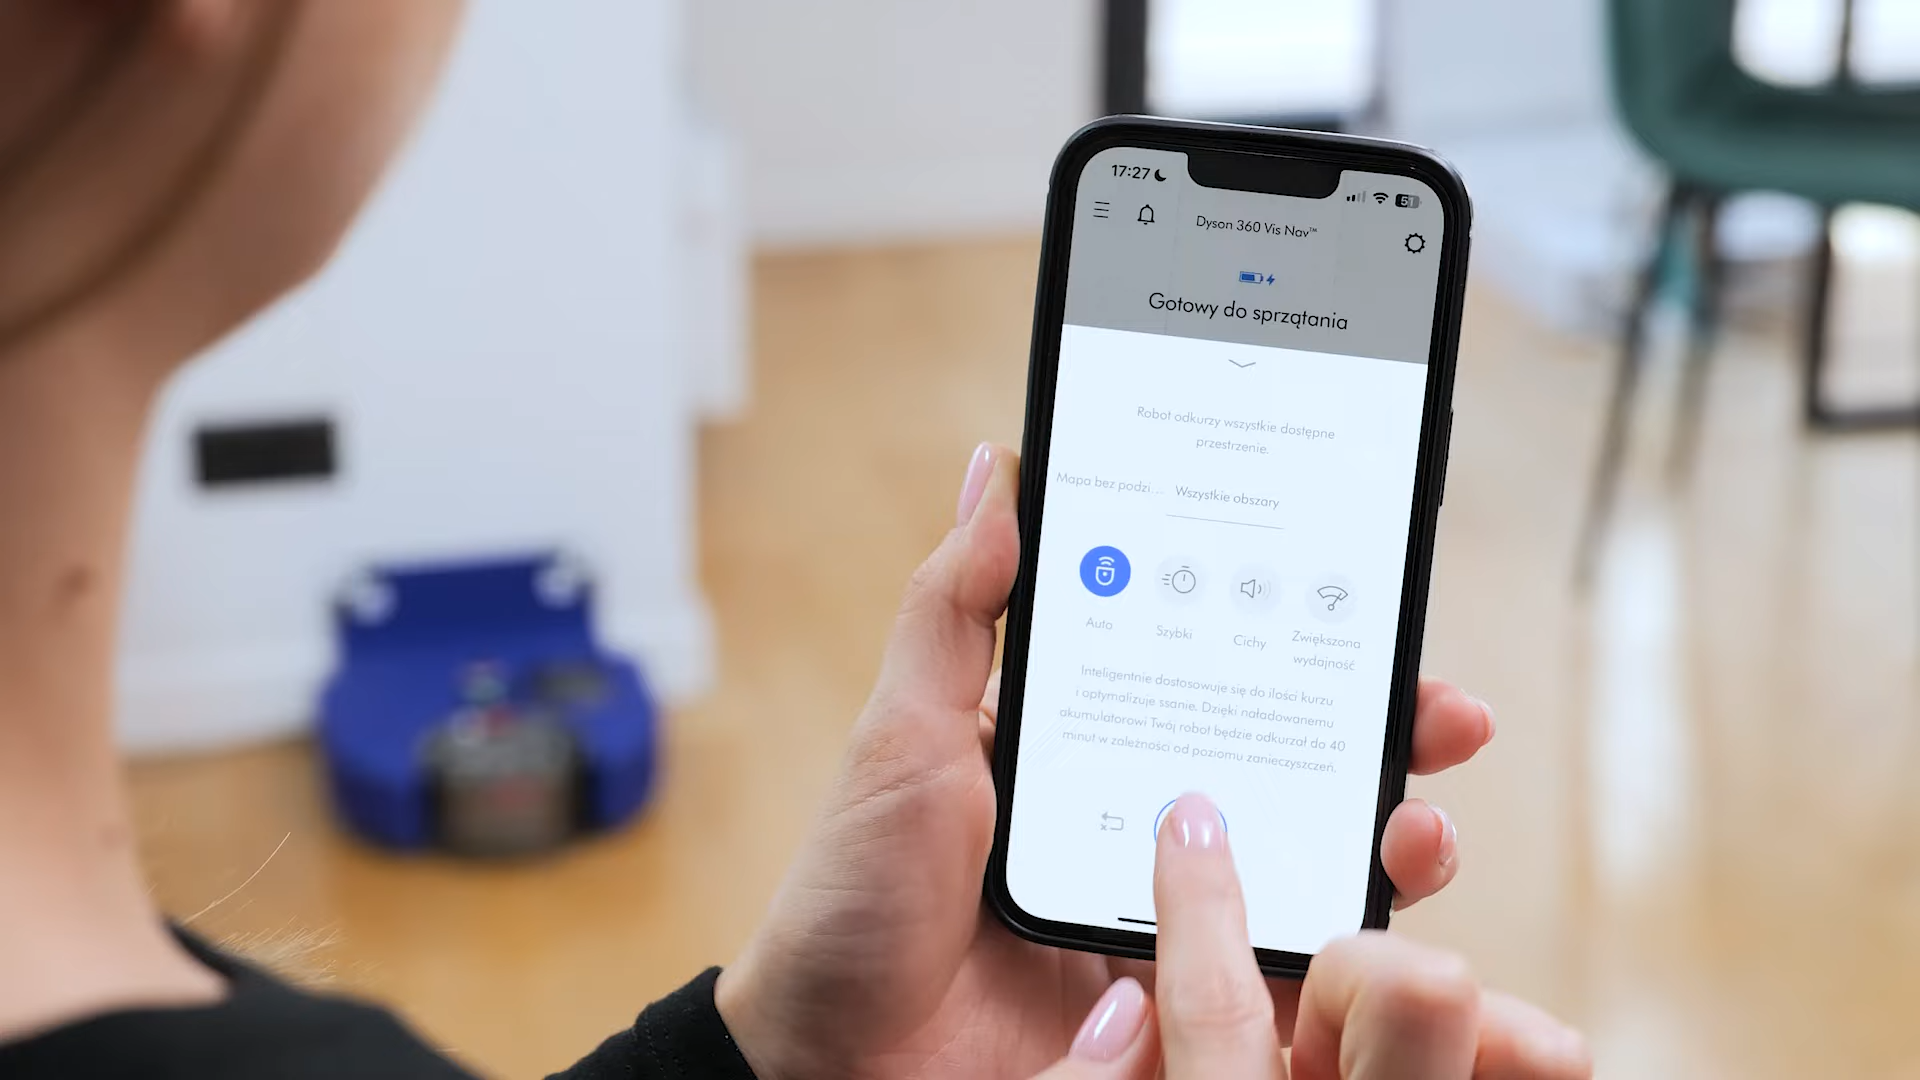 17:27
51
Dyson 360 Vis Nav™
Gotowy do sprzątania
Robot odkurzy wszystkie dostępne
przestrzenie.
Mapa bez podzi...
Wszystkie obszary
Auto
Szybki
Cichy
Zwiększona
wydajność
Inteligentnie dostosowuje się do ilości kurzu
i optymalizuje ssanie. Dzięki naładowanemu
akumulatorowi Twój robot będzie odkurzał do 40
minut w zależności od poziomu zanieczyszczeń.